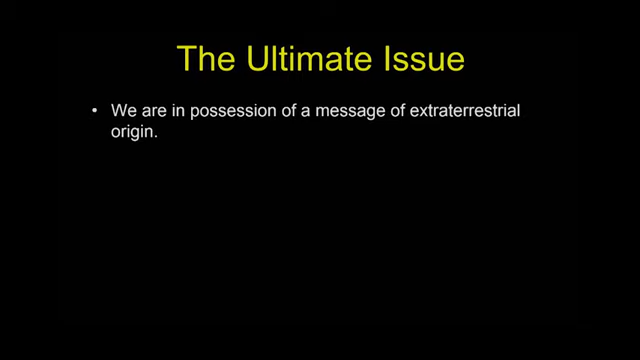 The Ultimate Issue
• We are in possession of a message of extraterrestrial
origin.